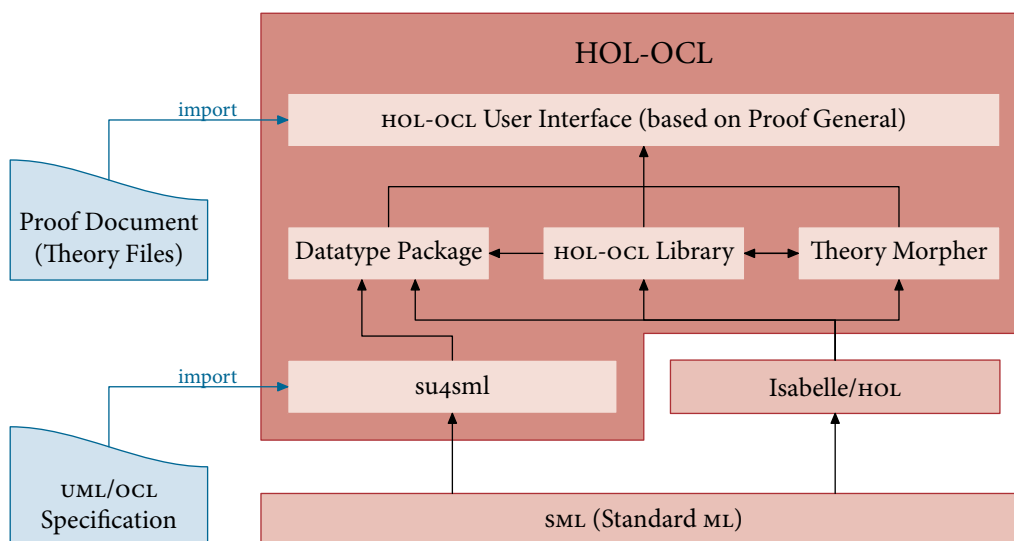 HOL-OCL
import
HOL-OCL User Interface (based on Proof General)
Proof Document
(Theory Files)
Datatype Package
HOL-OCL Library
Theory Morpher
import
su4sml
Isabelle/HOL
UML/OCL
Specification
SML (Standard ML)